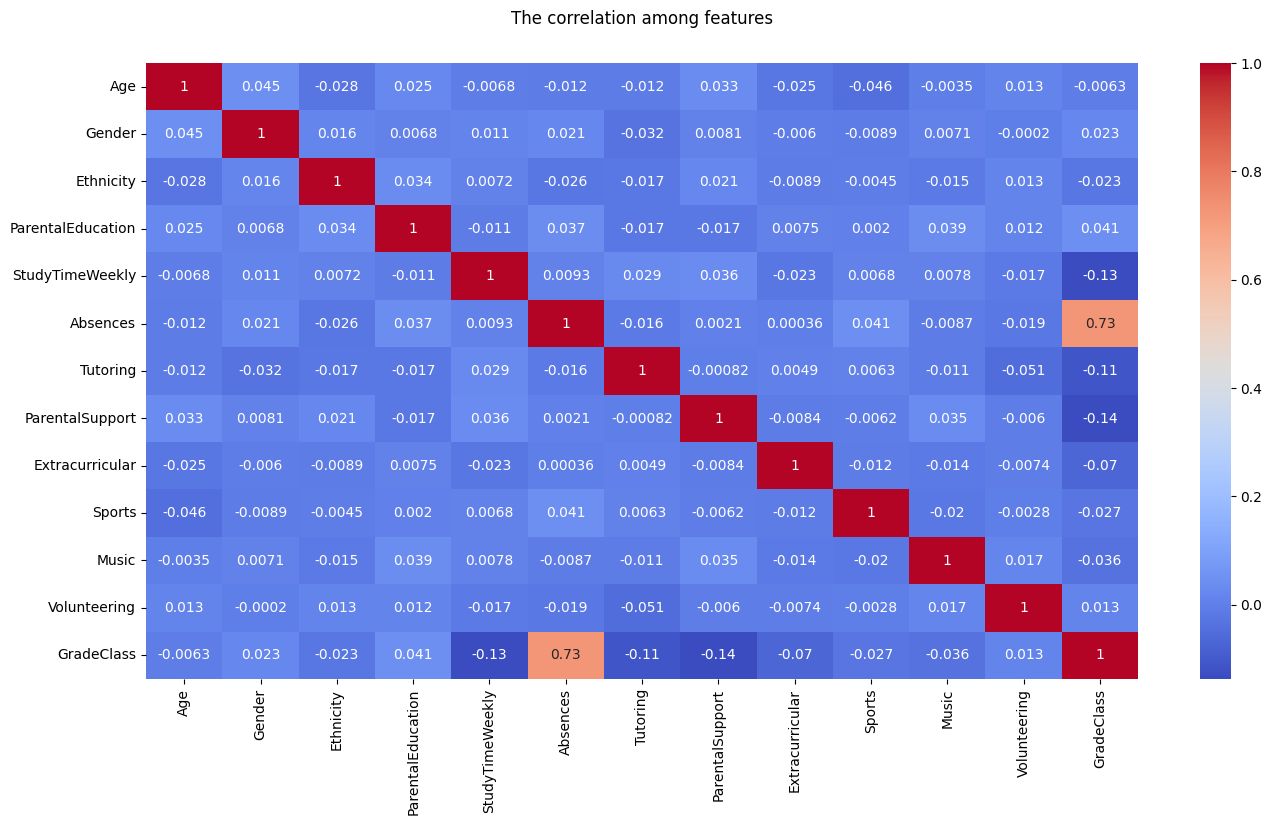 The correlation among features
Age 1 0.045 -0.028 0.025 -0.0068 -0.012 -0.012 0.033 -0.025 -0.046 -0.0035 0.013 -0.0063
Gender 0.045 1 0.016 0.0068 0.011 0.021 -0.032 0.0081 -0.006 -0.0089 0.0071 -0.0002 0.023
Ethnicity -0.028 0.016 1 0.034 0.0072 -0.026 -0.017 0.021 -0.0089 -0.0045 -0.015 0.013 -0.023
ParentalEducation 0.025 0.0068 0.034 1 -0.011 0.037 -0.017 -0.017 0.0075 0.002 0.039 0.012 0.041
StudyTimeWeekly -0.0068 0.011 0.0072 -0.011 1 0.0093 0.029 0.036 -0.023 0.0068 0.0078 -0.017 -0.13
Absences -0.012 0.021 -0.026 0.037 0.0093 1 -0.016 0.0021 0.00036 0.041 -0.0087 -0.019 0.73
Tutoring -0.012 -0.032 -0.017 -0.017 0.029 -0.016 1 -0.00082 0.0049 0.0063 -0.011 -0.051 -0.11
ParentalSupport 0.033 0.0081 0.021 -0.017 0.036 0.0021 -0.00082 1 -0.0084 -0.0062 0.035 -0.006 -0.14
Extracurricular -0.025 -0.006 -0.0089 0.0075 -0.023 0.00036 0.0049 -0.0084 1 -0.012 -0.014 -0.0074 -0.07
Sports -0.046 -0.0089 -0.0045 0.002 0.0068 0.041 0.0063 -0.0062 -0.012 1 -0.02 -0.0028 -0.027
Music -0.0035 0.0071 -0.015 0.039 0.0078 -0.0087 -0.011 0.035 -0.014 -0.02 1 0.017 -0.036
Volunteering 0.013 -0.0002 0.013 0.012 -0.017 -0.019 -0.051 -0.006 -0.0074 -0.0028 0.017 1 0.013
GradeClass -0.0063 0.023 -0.023 0.041 -0.13 0.73 -0.11 -0.14 -0.07 -0.027 -0.036 0.013 1
Age Gender Ethnicity ParentalEducation StudyTimeWeekly Absences Tutoring ParentalSupport Extracurricular Sports Music Volunteering GradeClass
1.0
0.8
0.6
0.4
0.2
0.0